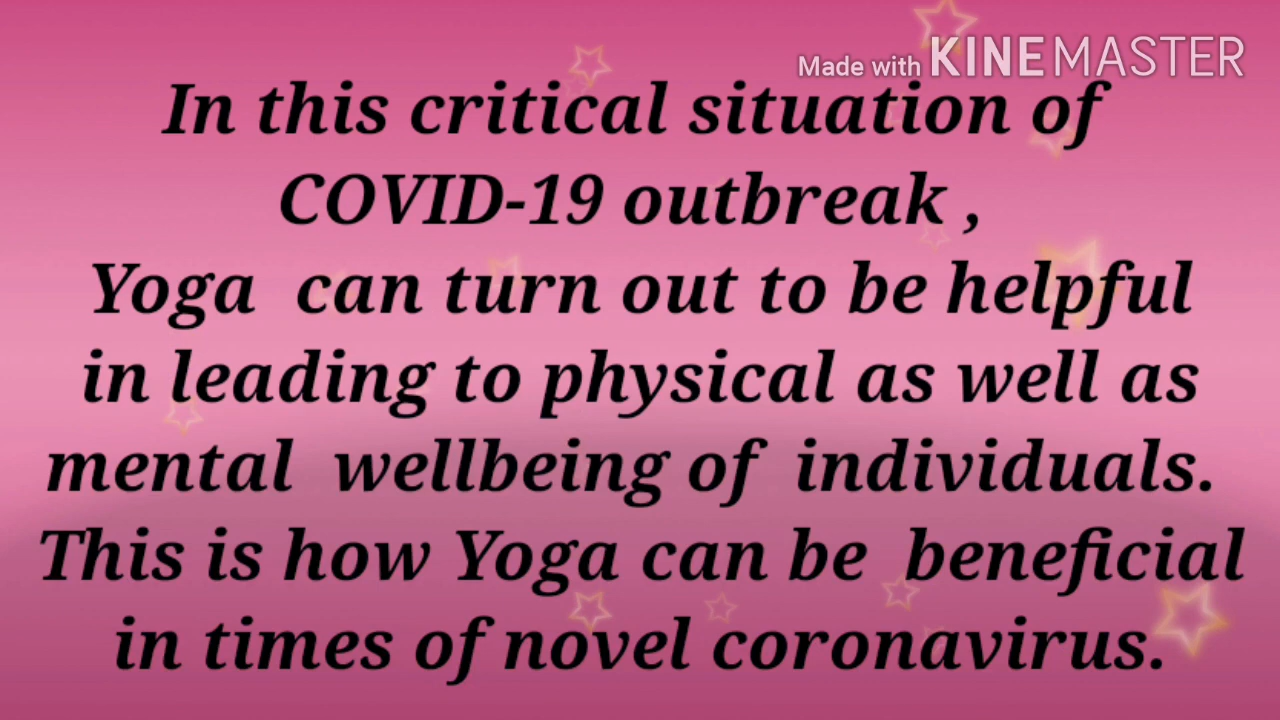 Made with KINEMASTER
In this critical situation of
COVID-19 outbreak ,
Yoga  can turn out to be helpful
in leading to physical as well as
mental  wellbeing of  individuals.
This is how Yoga can be  beneficial
in times of novel coronavirus.